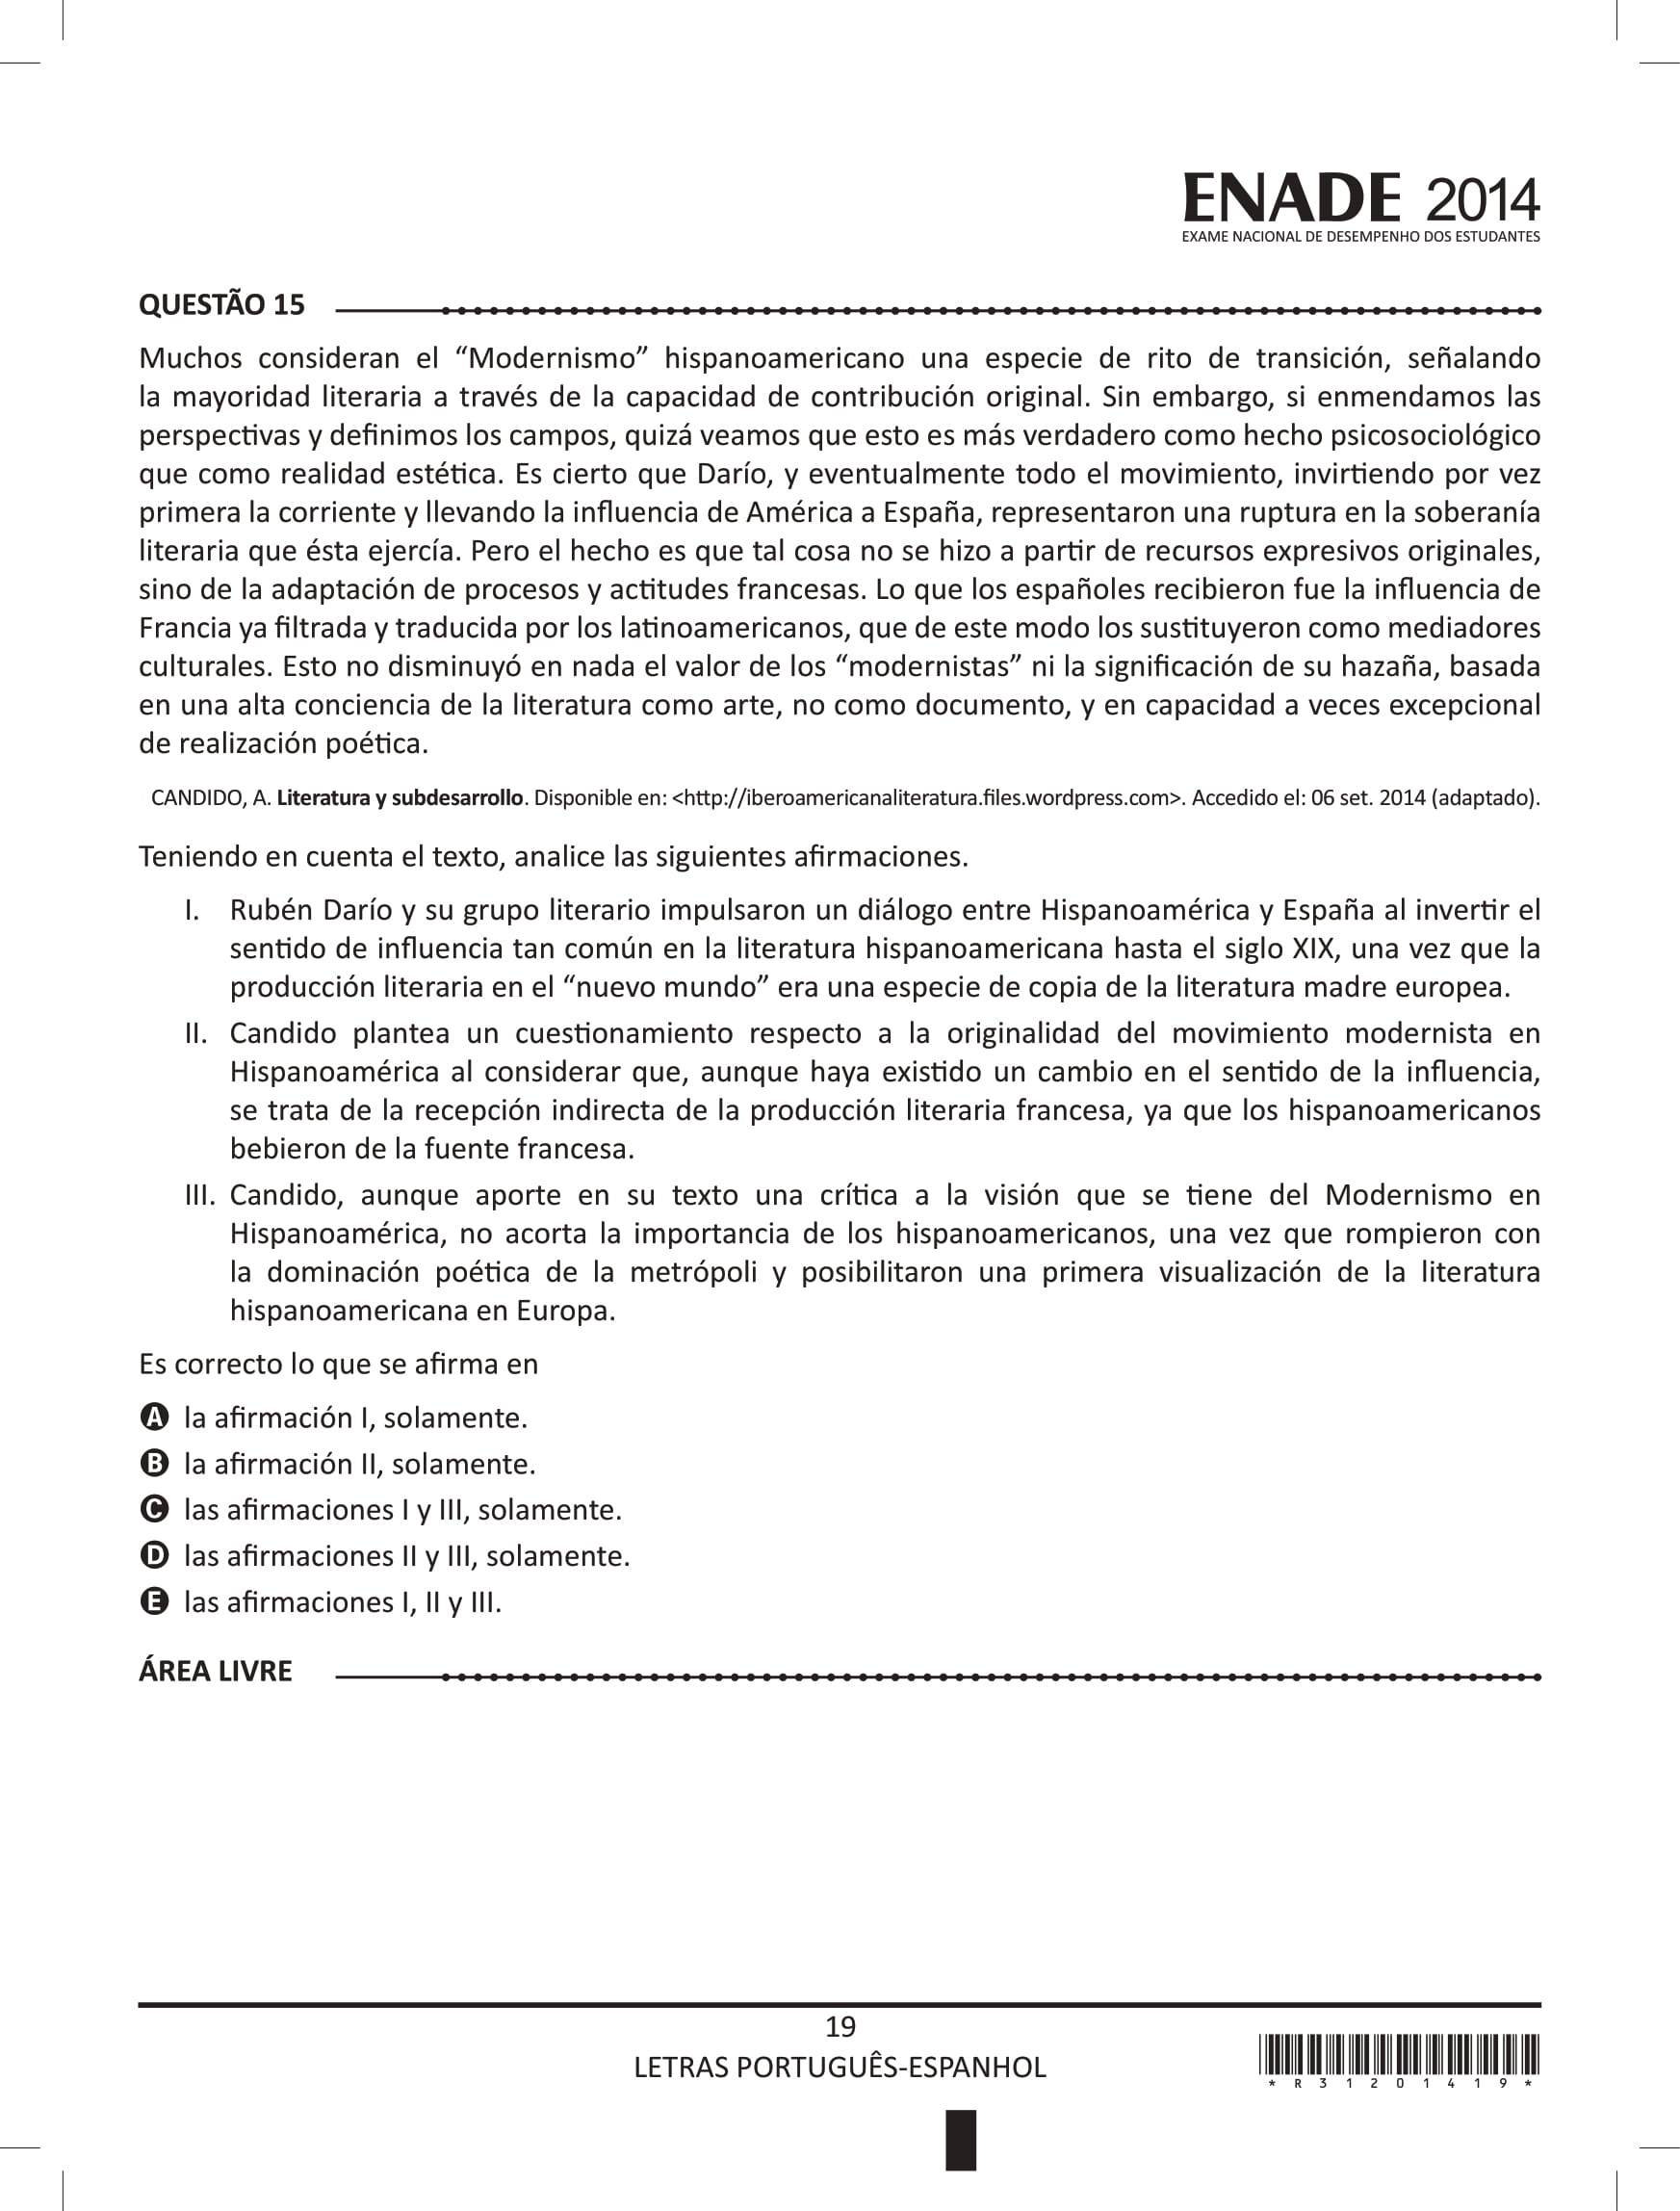 ENADE 2014
EXAME NACIONAL DE DESEMPENHO DOS ESTUDANTES
QUESTÃO 15
Muchos consideran el “Modernismo” hispanoamericano una especie de rito de transición, señalando
la mayoridad literaria a través de la capacidad de contribución original. Sin embargo, si enmendamos las
perspectivas y definimos los campos, quizá veamos que esto es más verdadero como hecho psicosociológico
que como realidad estética. Es cierto que Darío, y eventualmente todo el movimiento, invirtiendo por vez
primera la corriente y llevando la influencia de América a España, representaron una ruptura en la soberanía
literaria que ésta ejercía. Pero el hecho es que tal cosa no se hizo a partir de recursos expresivos originales,
sino de la adaptación de procesos y actitudes francesas. Lo que los españoles recibieron fue la influencia de
Francia ya filtrada y traducida por los latinoamericanos, que de este modo los sustituyeron como mediadores
culturales. Esto no disminuyó en nada el valor de los “modernistas” ni la significación de su hazaña, basada
en una alta conciencia de la literatura como arte, no como documento, y en capacidad a veces excepcional
de realización poética.
CANDIDO, A. Literatura y subdesarrollo. Disponible en: <http://iberoamericanaliteratura.files.wordpress.com>. Accedido el: 06 set. 2014 (adaptado).
Teniendo en cuenta el texto, analice las siguientes afirmaciones.
I. Rubén Darío y su grupo literario impulsaron un diálogo entre Hispanoamérica y España al invertir el
sentido de influencia tan común en la literatura hispanoamericana hasta el siglo XIX, una vez que la
producción literaria en el “nuevo mundo” era una especie de copia de la literatura madre europea.
II. Candido plantea un cuestionamiento respecto a la originalidad del movimiento modernista en
Hispanoamérica al considerar que, aunque haya existido un cambio en el sentido de la influencia,
se trata de la recepción indirecta de la producción literaria francesa, ya que los hispanoamericanos
bebieron de la fuente francesa.
III. Candido, aunque aporte en su texto una crítica a la visión que se tiene del Modernismo en
Hispanoamérica, no acorta la importancia de los hispanoamericanos, una vez que rompieron con
la dominación poética de la metrópoli y posibilitaron una primera visualización de la literatura
hispanoamericana en Europa.
Es correcto lo que se afirma en
A la afirmación I, solamente.
B la afirmación II, solamente.
C las afirmaciones I y III, solamente.
D las afirmaciones II y III, solamente.
E las afirmaciones I, II y III.
ÁREA LIVRE
19
LETRAS PORTUGUÊS-ESPANHOL
* R 3 1 2 0 1 4 1 9 *